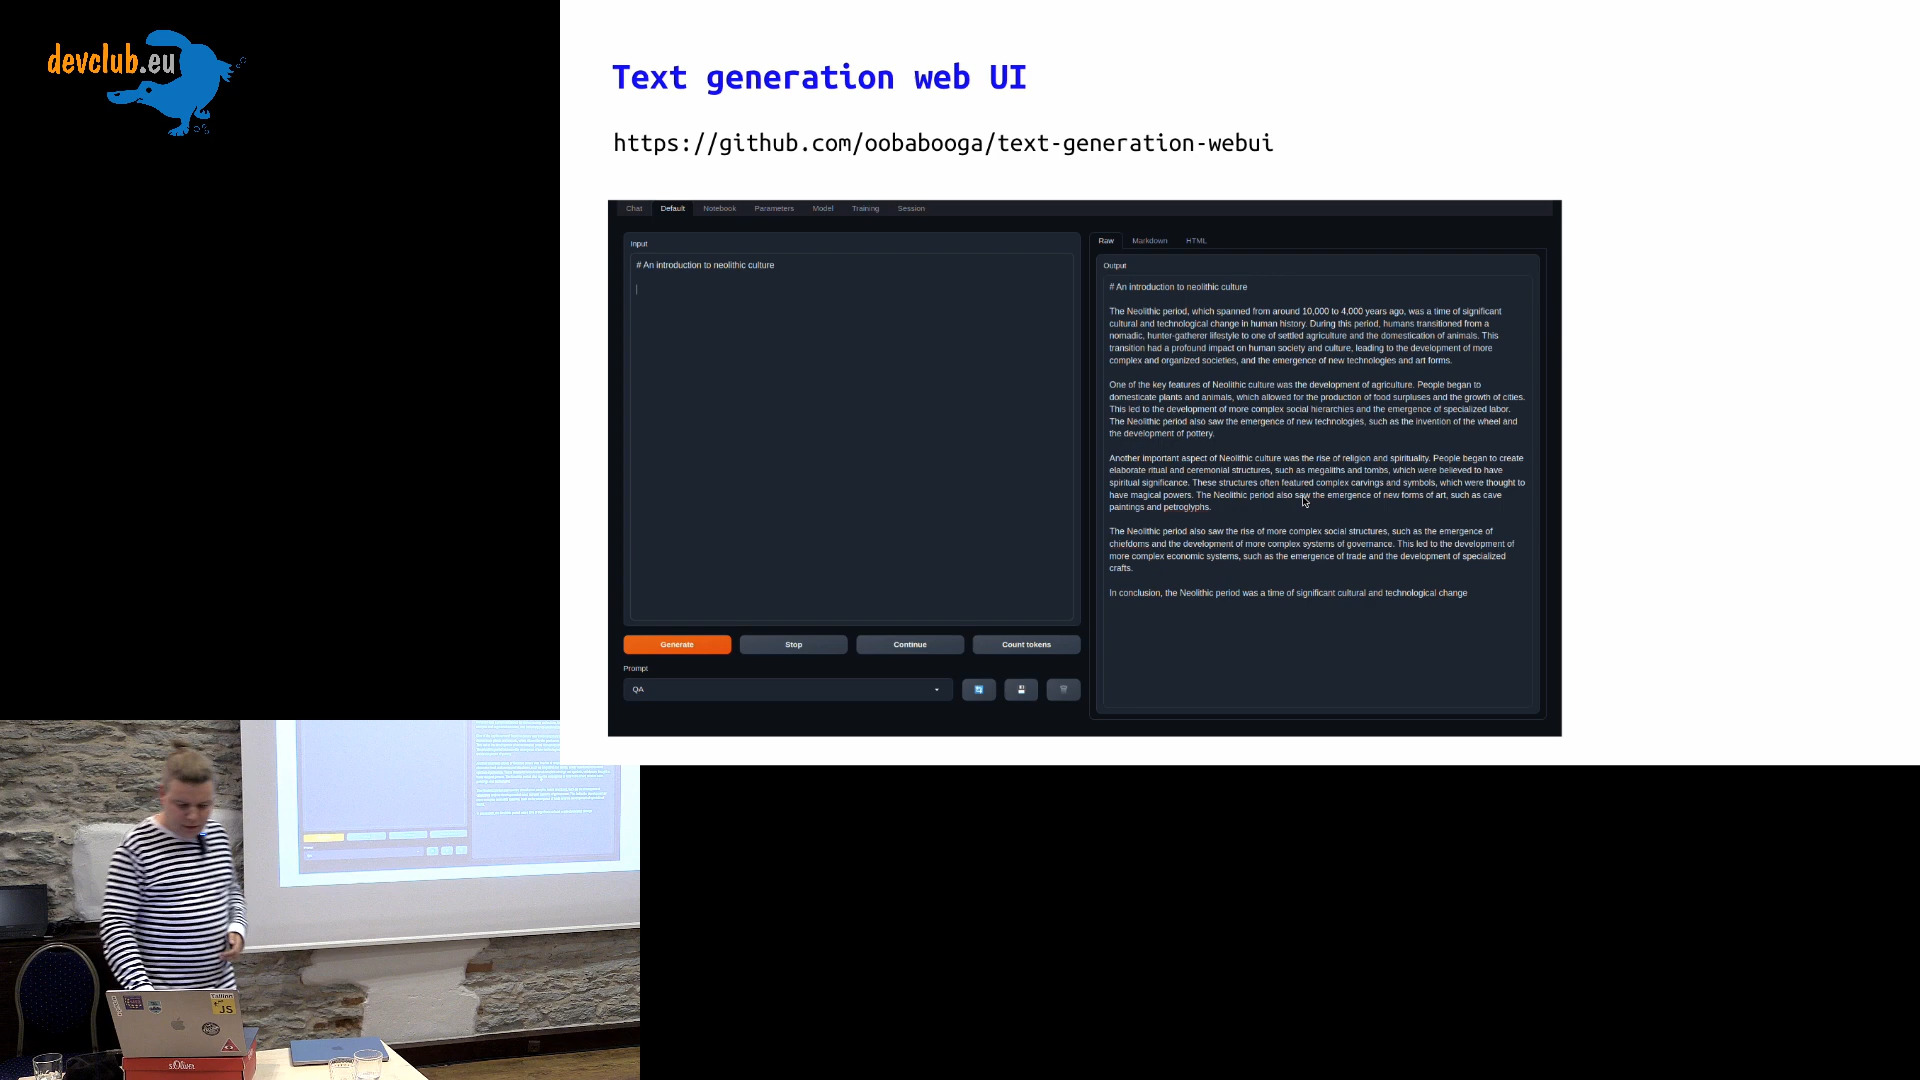 devclub.eu
Text generation web UI
https://github.com/oobabooga/text-generation-webui
Chat Default Notebook Parameters Model Training Session
Input
# An introduction to neolithic culture
Generate Stop Continue Count tokens
Prompt
QA
Raw Markdown HTML
Output
# An introduction to neolithic culture
The Neolithic period, which spanned from around 10,000 to 4,000 years ago, was a time of significant
cultural and technological change in human history. During this period, humans transitioned from a
nomadic, hunter-gatherer lifestyle to one of settled agriculture and the domestication of animals. This
transition had a profound impact on human society and culture, leading to the development of more
complex and organized societies, and the emergence of new technologies and art forms.
One of the key features of Neolithic culture was the development of agriculture. People began to
domesticate plants and animals, which allowed for the production of food surpluses and the growth of cities.
This led to the development of more complex social hierarchies and the emergence of specialized labor.
The Neolithic period also saw the emergence of new technologies, such as the invention of the wheel and
the development of pottery.
Another important aspect of Neolithic culture was the rise of religion and spirituality. People began to create
elaborate ritual and ceremonial structures, such as megaliths and tombs, which were believed to have
spiritual significance. These structures often featured complex carvings and symbols, which were thought to
have magical powers. The Neolithic period also saw the emergence of new forms of art, such as cave
paintings and petroglyphs.
The Neolithic period also saw the rise of more complex social structures, such as the emergence of
chiefdoms and the development of more complex systems of governance. This led to the development of
more complex economic systems, such as the emergence of trade and the development of specialized
crafts.
In conclusion, the Neolithic period was a time of significant cultural and technological change
Tallinn
JS
s.Oliver